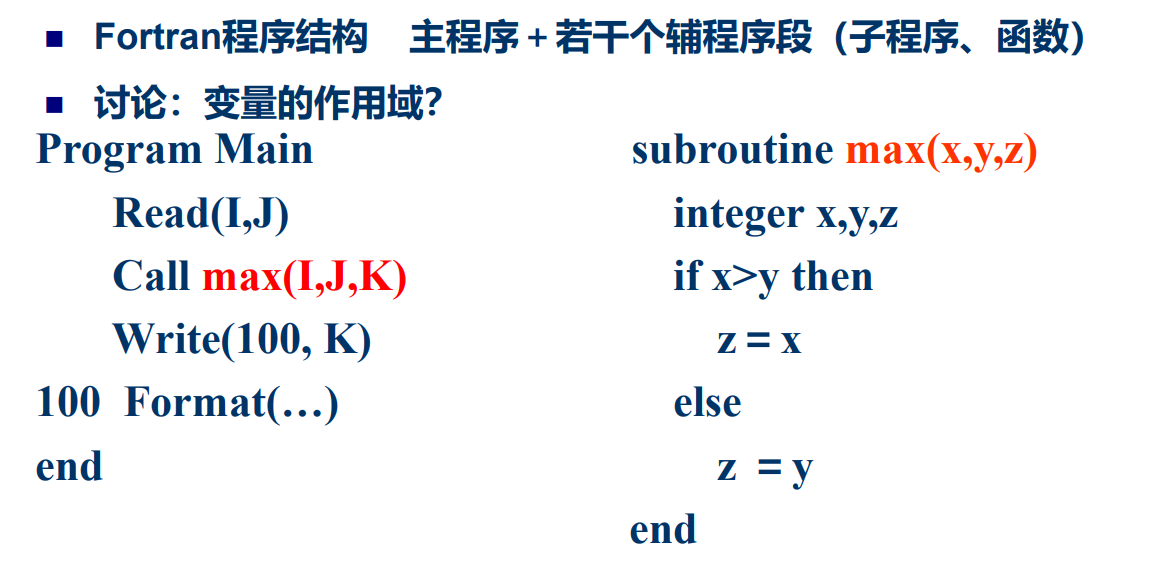 Fortran程序结构 主程序+若干个辅程序段（子程序、函数）
讨论：变量的作用域？
Program Main
Read(I,J)
Call max(I,J,K)
Write(100, K)
100 Format(…)
end
subroutine max(x,y,z)
integer x,y,z
if x>y then
z = x
else
z = y
end